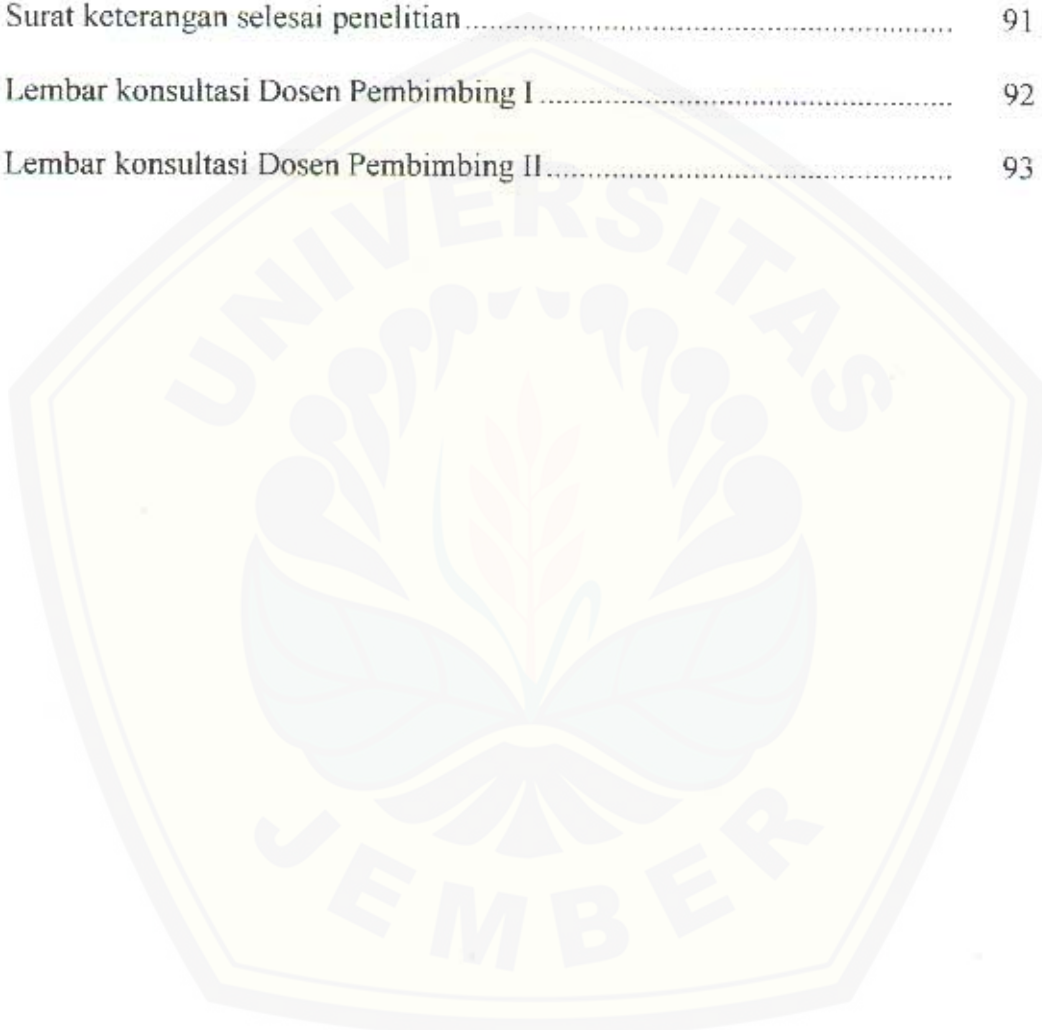 Surat keterangan selesai penelitian ........................................................ 91
Lembar konsultasi Dosen Pembimbing I ................................................ 92
Lembar konsultasi Dosen Pembimbing II ............................................... 93
UNIVERSITAS
JEMBER